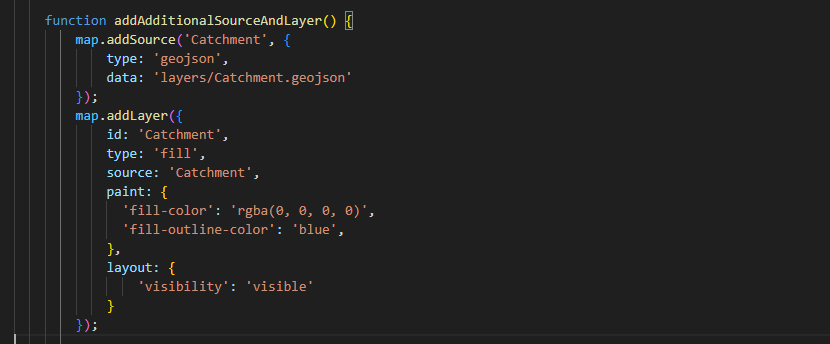 function addAdditionalSourceAndLayer() {
map.addSource('Catchment', {
type: 'geojson',
data: 'layers/Catchment.geojson'
});
map.addLayer({
id: 'Catchment',
type: 'fill',
source: 'Catchment',
paint: {
'fill-color': 'rgba(0, 0, 0, 0)',
'fill-outline-color': 'blue',
},
layout: {
'visibility': 'visible'
}
});